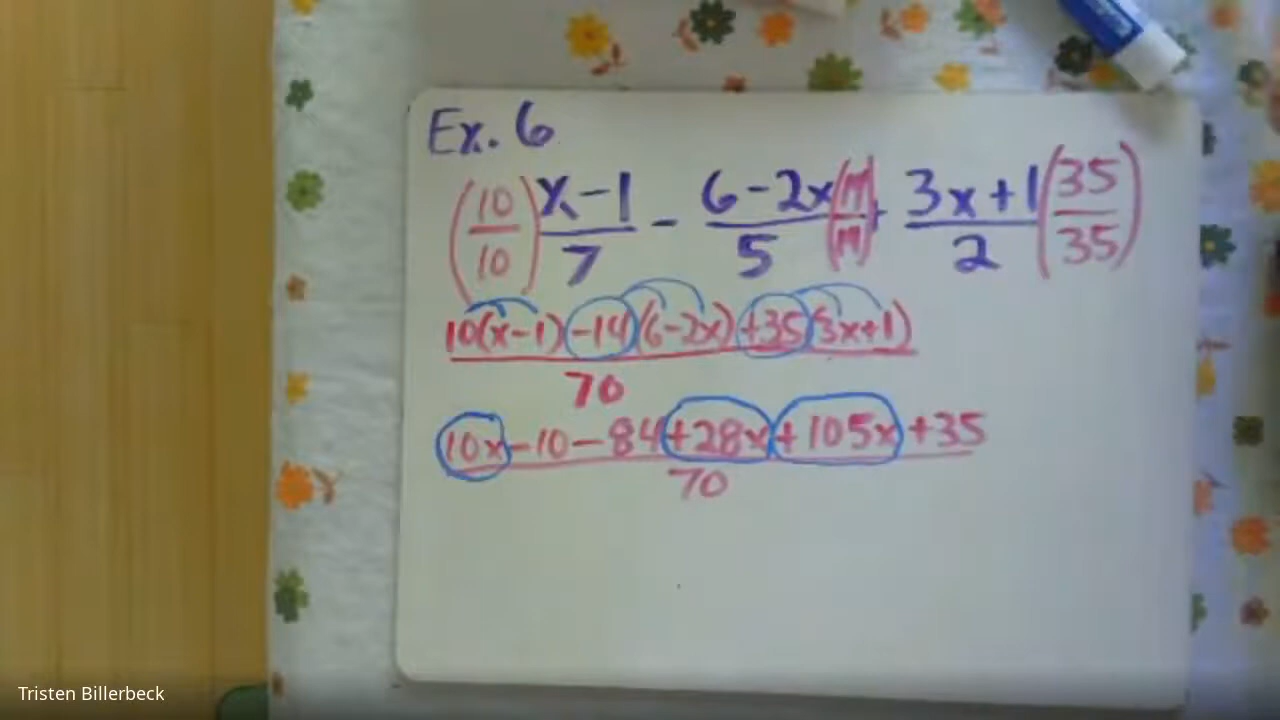 Ex. 6
(10/10) x-1/7 - 6-2x/5 (14/14) + 3x+1/2 (35/35)
10(x-1) -14(6-2x) +35(3x+1)
70
10x-10-84+28x+105x+35
70
Tristen Billerbeck